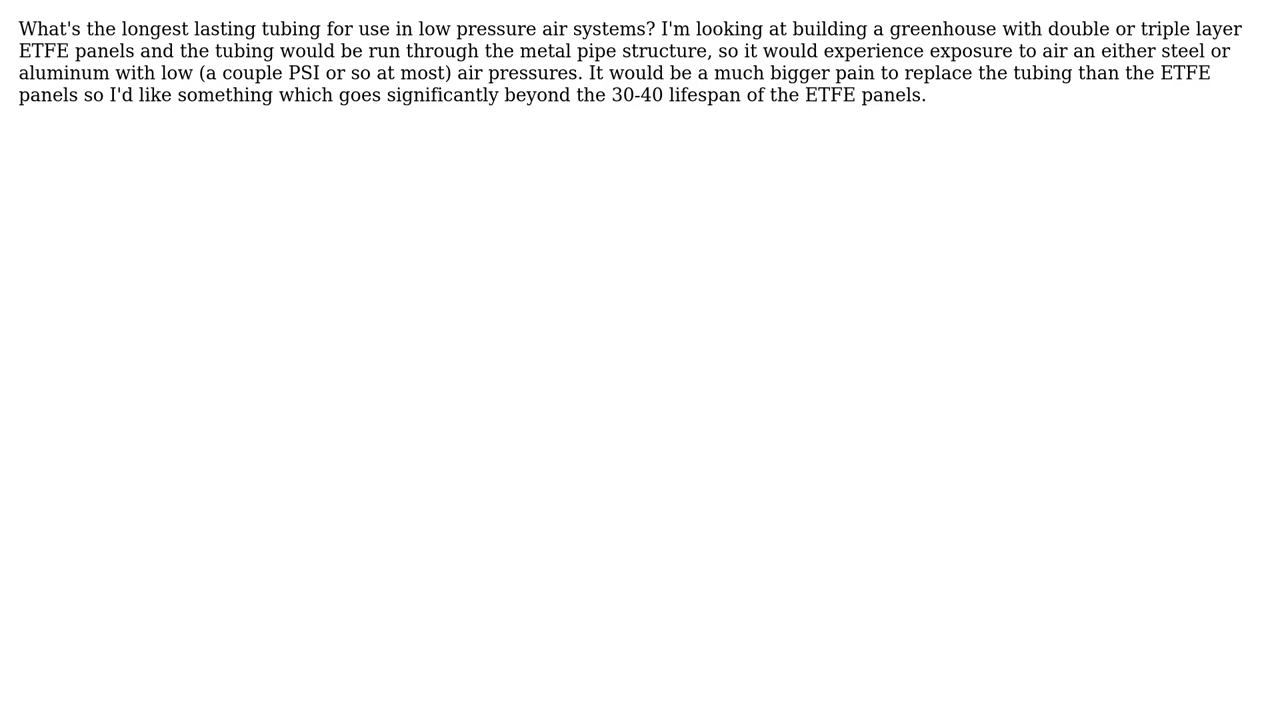 What's the longest lasting tubing for use in low pressure air systems? I'm looking at building a greenhouse with double or triple layer
ETFE panels and the tubing would be run through the metal pipe structure, so it would experience exposure to air an either steel or
aluminum with low (a couple PSI or so at most) air pressures. It would be a much bigger pain to replace the tubing than the ETFE
panels so I'd like something which goes significantly beyond the 30-40 lifespan of the ETFE panels.